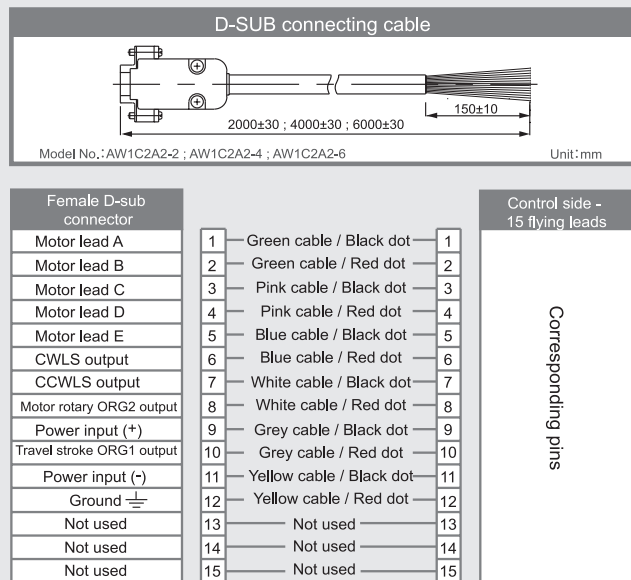 D-SUB connecting cable
150±10
2000±30 ; 4000±30 ; 6000±30
Model No.:AW1C2A2-2 ; AW1C2A2-4 ; AW1C2A2-6
Unit:mm
Female D-sub
connector
Control side -
15 flying leads
Motor lead A 1 Green cable / Black dot 1
Motor lead B 2 Green cable / Red dot 2
Motor lead C 3 Pink cable / Black dot 3
Motor lead D 4 Pink cable / Red dot 4
Motor lead E 5 Blue cable / Black dot 5
CWLS output 6 Blue cable / Red dot 6
CCWLS output 7 White cable / Black dot 7
Motor rotary ORG2 output 8 White cable / Red dot 8
Power input (+) 9 Grey cable / Black dot 9
Travel stroke ORG1 output 10 Grey cable / Red dot 10
Power input (-) 11 Yellow cable / Black dot 11
Ground 12 Yellow cable / Red dot 12
Not used 13 Not used 13
Not used 14 Not used 14
Not used 15 Not used 15
Corresponding pins